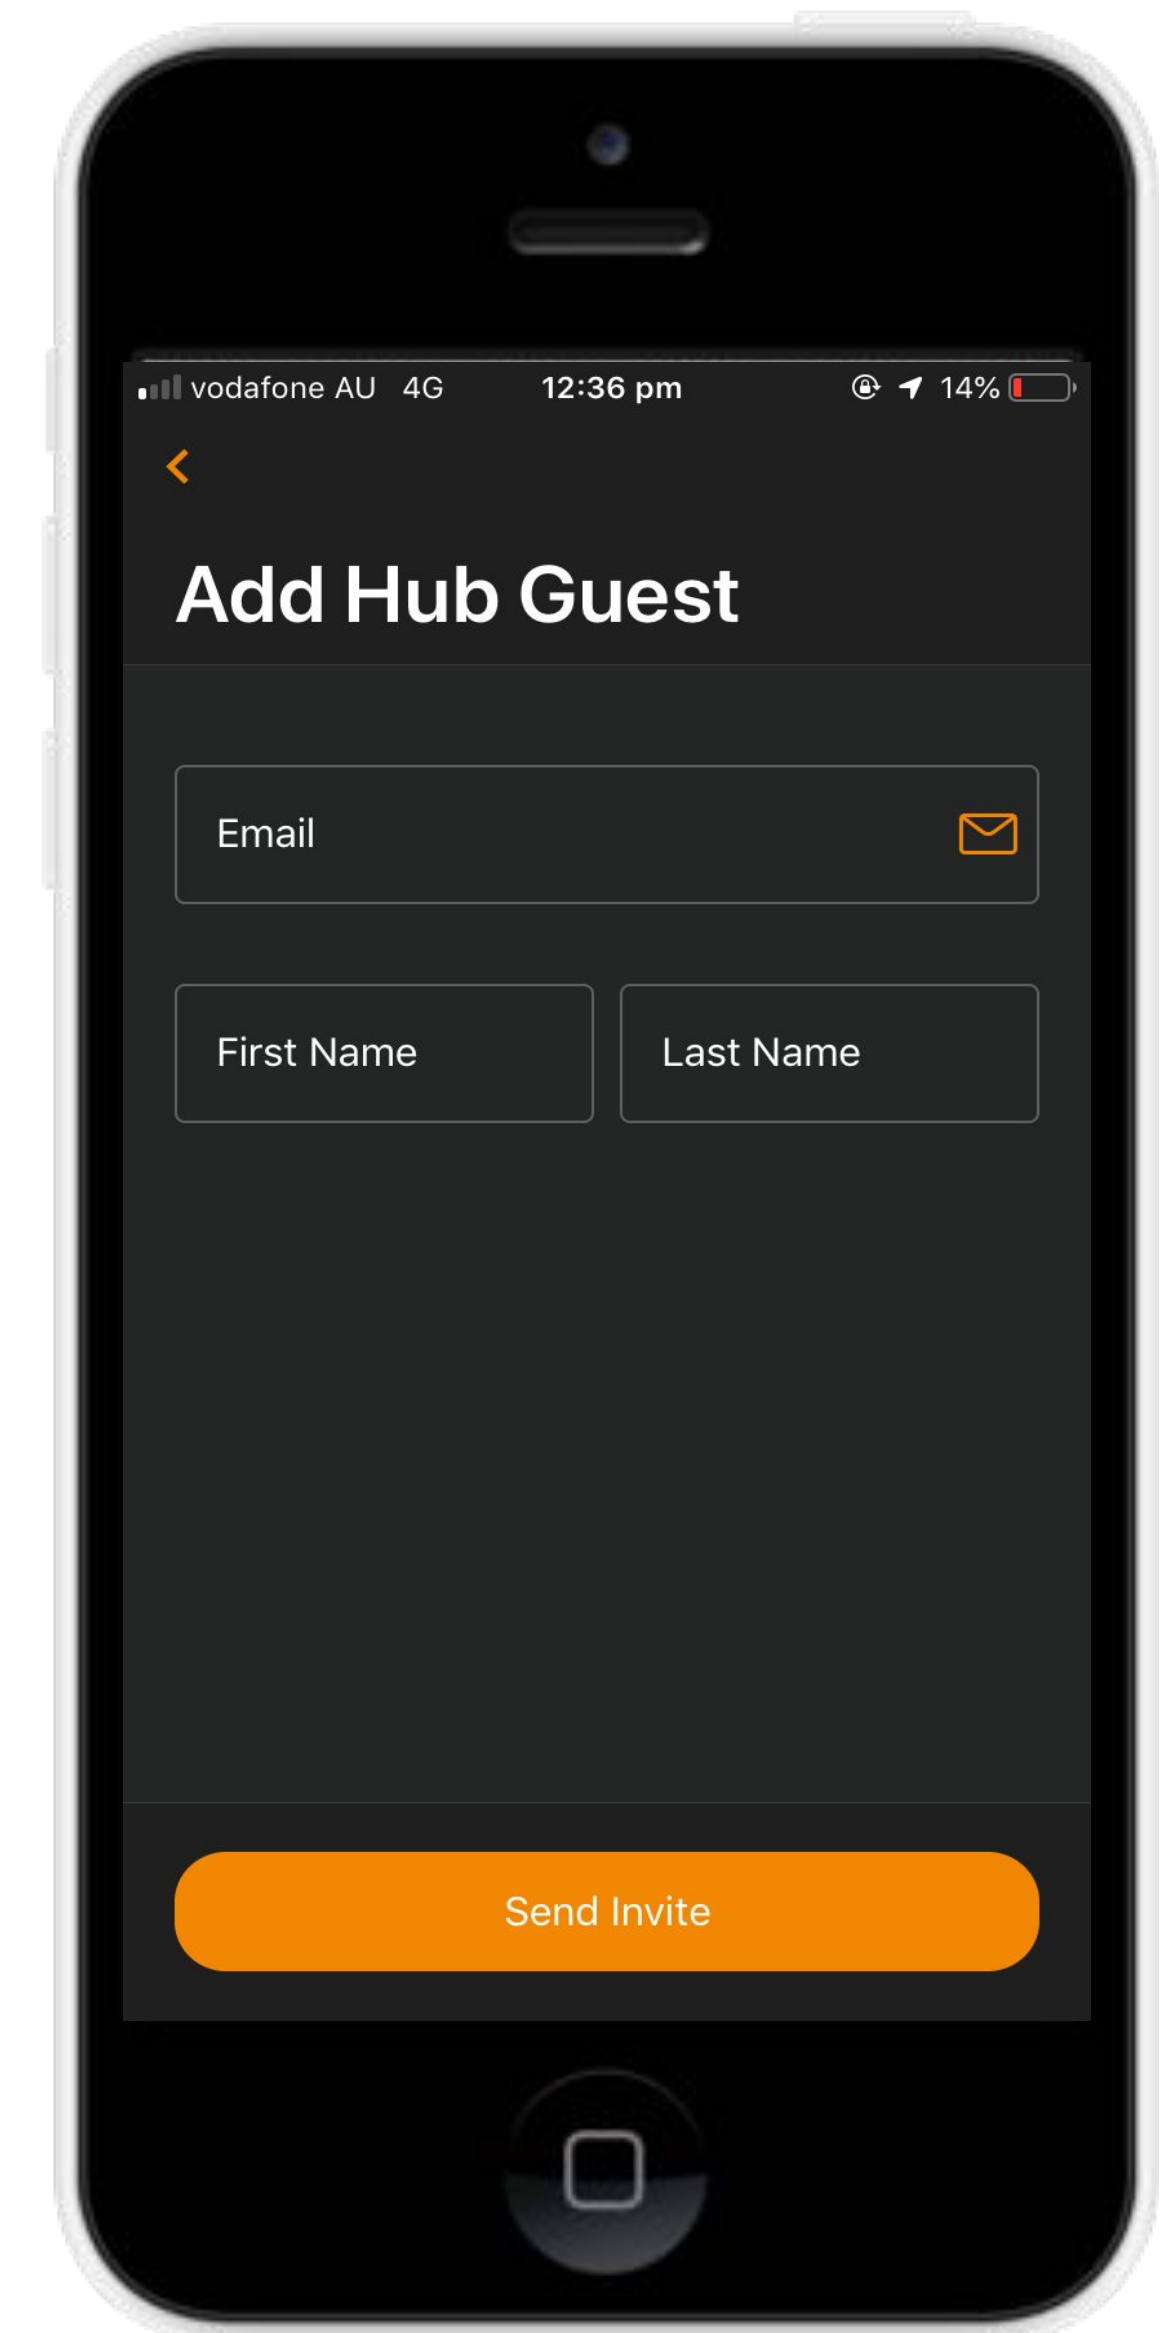 vodafone AU 4G 12:36 pm 14%
Add Hub Guest
Email
First Name Last Name
Send Invite